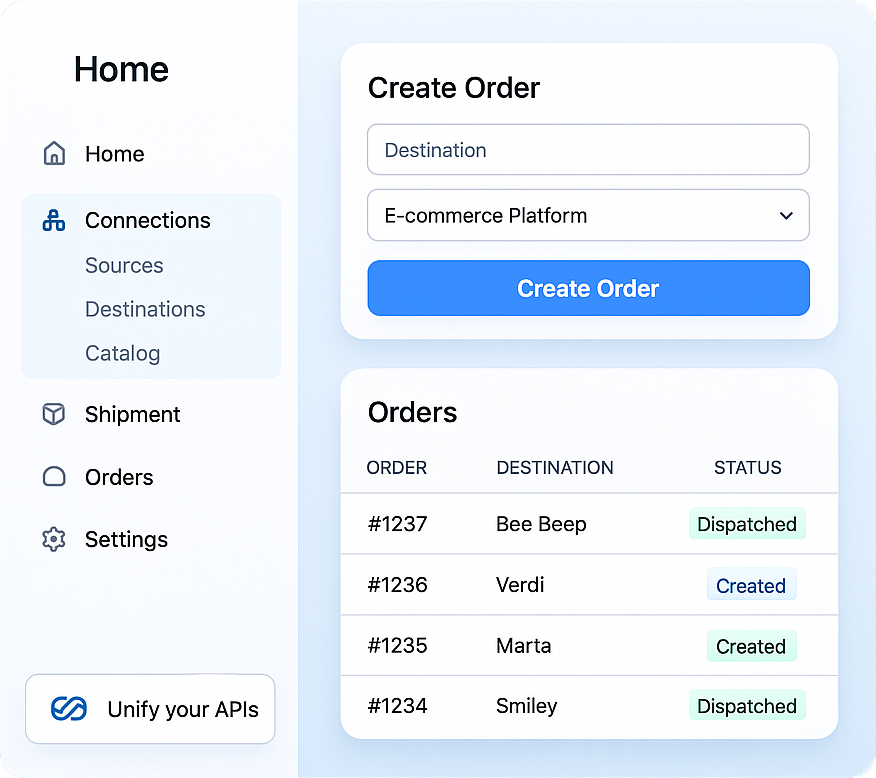 Home
Home
Connections
Sources
Destinations
Catalog
Shipment
Orders
Settings
Unify your APIs
Create Order
Destination
E-commerce Platform
Create Order
Orders
ORDER DESTINATION STATUS
#1237 Bee Beep Dispatched
#1236 Verdi Created
#1235 Marta Created
#1234 Smiley Dispatched